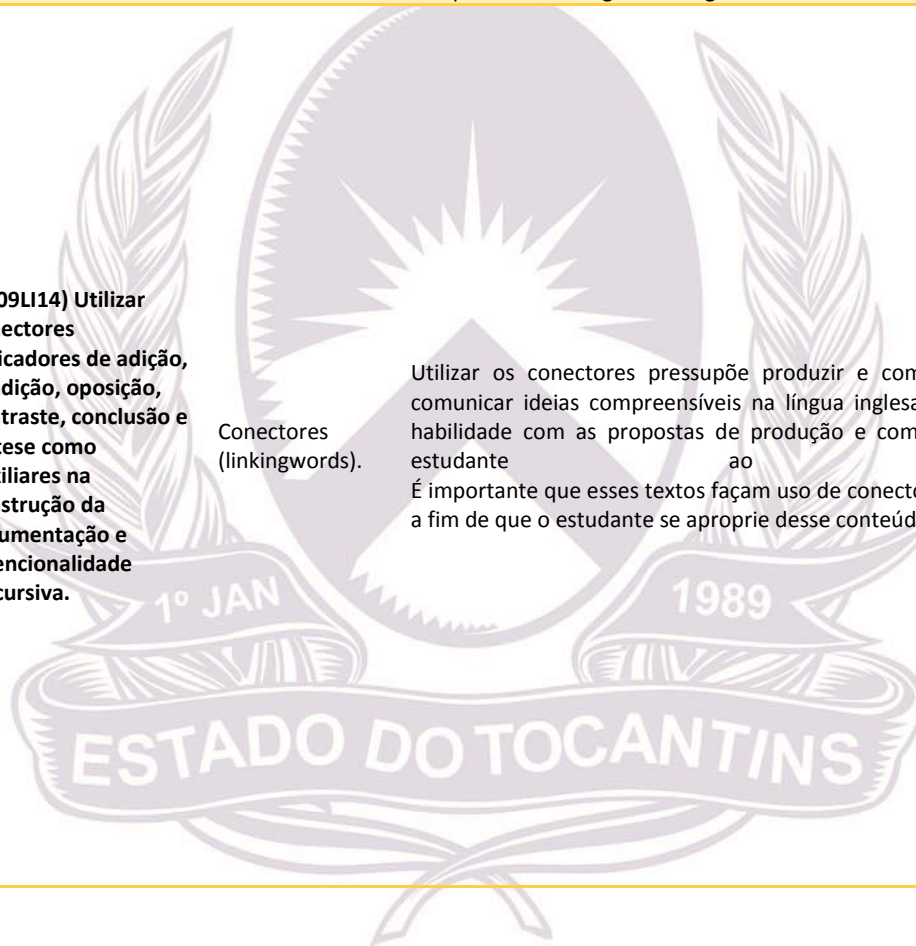 09LI14) Utilizar
ectores
icadores de adição,
dição, oposição,
traste, conclusão e
tese como
iliares na
strução da
umentação e
encionalidade
cursiva.
Conectores
(linkingwords).
Utilizar os conectores pressupõe produzir e com
comunicar ideias compreensíveis na língua inglesa
habilidade com as propostas de produção e com
estudante ao
É importante que esses textos façam uso de conecto
a fim de que o estudante se aproprie desse conteúd
1º JAN 1989
ESTADO DO TOCANTINS